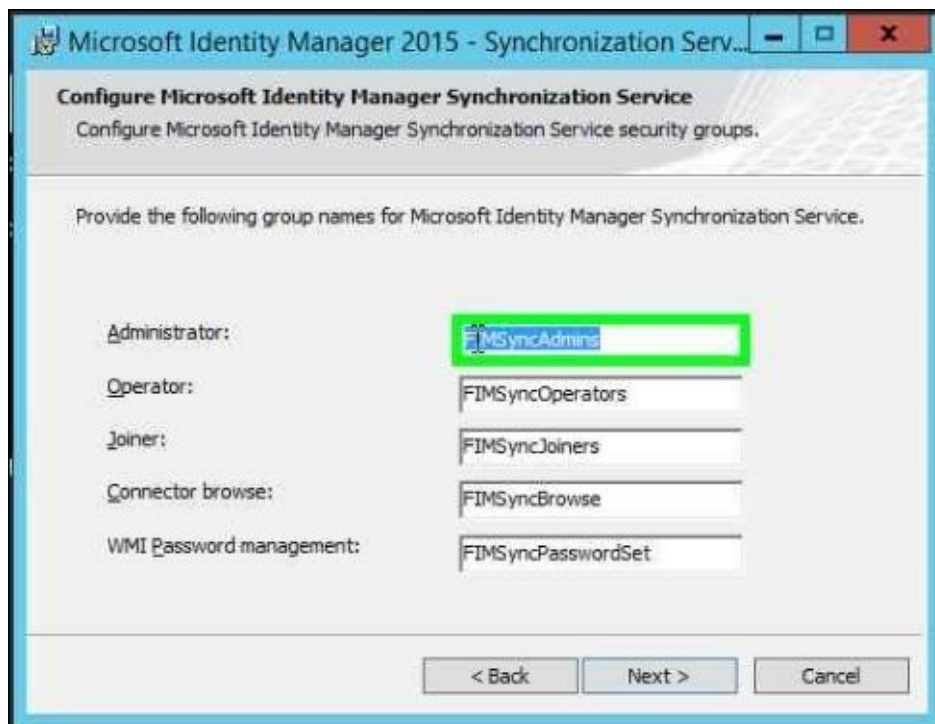 Microsoft Identity Manager 2015 - Synchronization Serv...
Configure Microsoft Identity Manager Synchronization Service
Configure Microsoft Identity Manager Synchronization Service security groups.
Provide the following group names for Microsoft Identity Manager Synchronization Service.
Administrator: FIMSyncAdmins
Operator: FIMSyncOperators
Joiner: FIMSyncJoiners
Connector browse: FIMSyncBrowse
WMI Password management: FIMSyncPasswordSet
< Back Next > Cancel